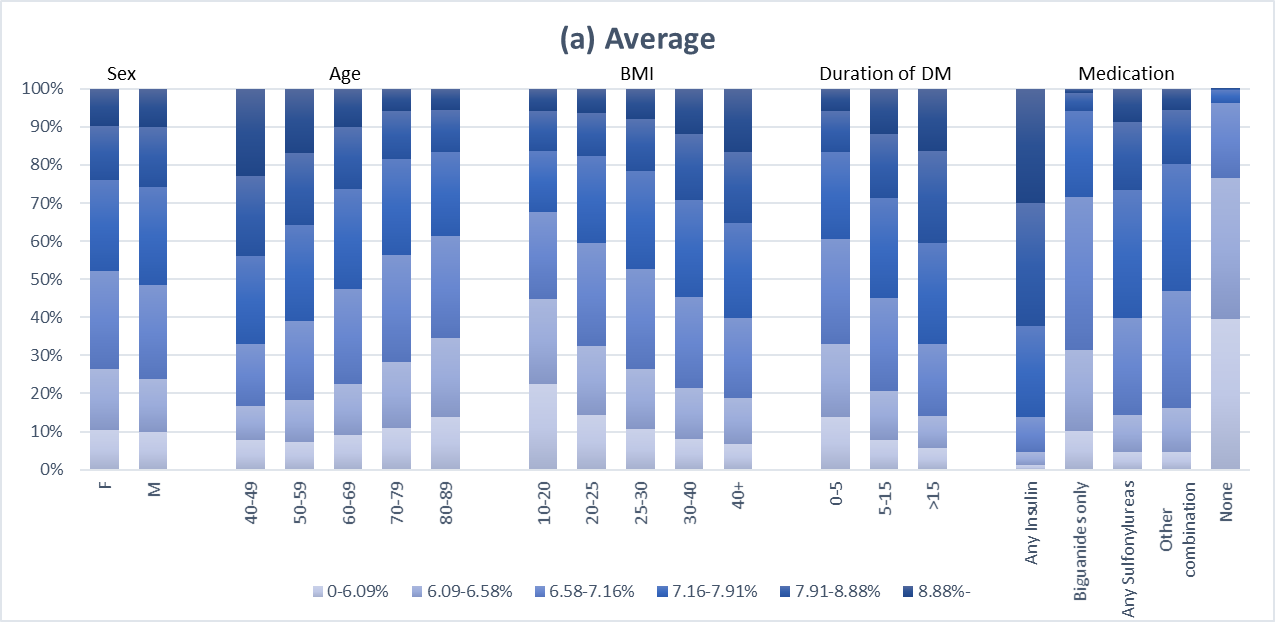 (a) Average
Sex Age BMI Duration of DM Medication
100%
90%
80%
70%
60%
50%
40%
30%
20%
10%
0%
F M 40-49 50-59 60-69 70-79 80-89 10-20 20-25 25-30 30-40 40+ 0-5 5-15 >15 Any Insulin Biguanides only Any Sulfonylureas Other combination None
0-6.09% 6.09-6.58% 6.58-7.16% 7.16-7.91% 7.91-8.88% 8.88%-